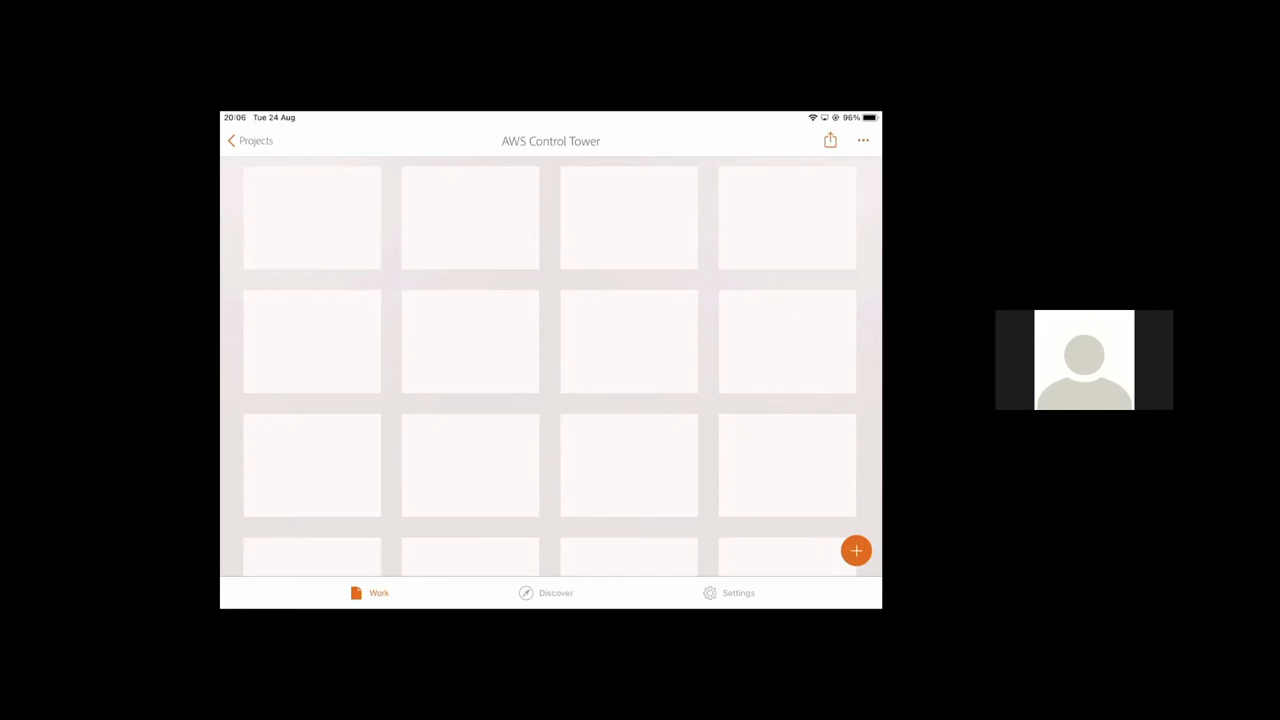 20:06 Tue 24 Aug 96%
Projects
AWS Control Tower
Work
Discover
Settings